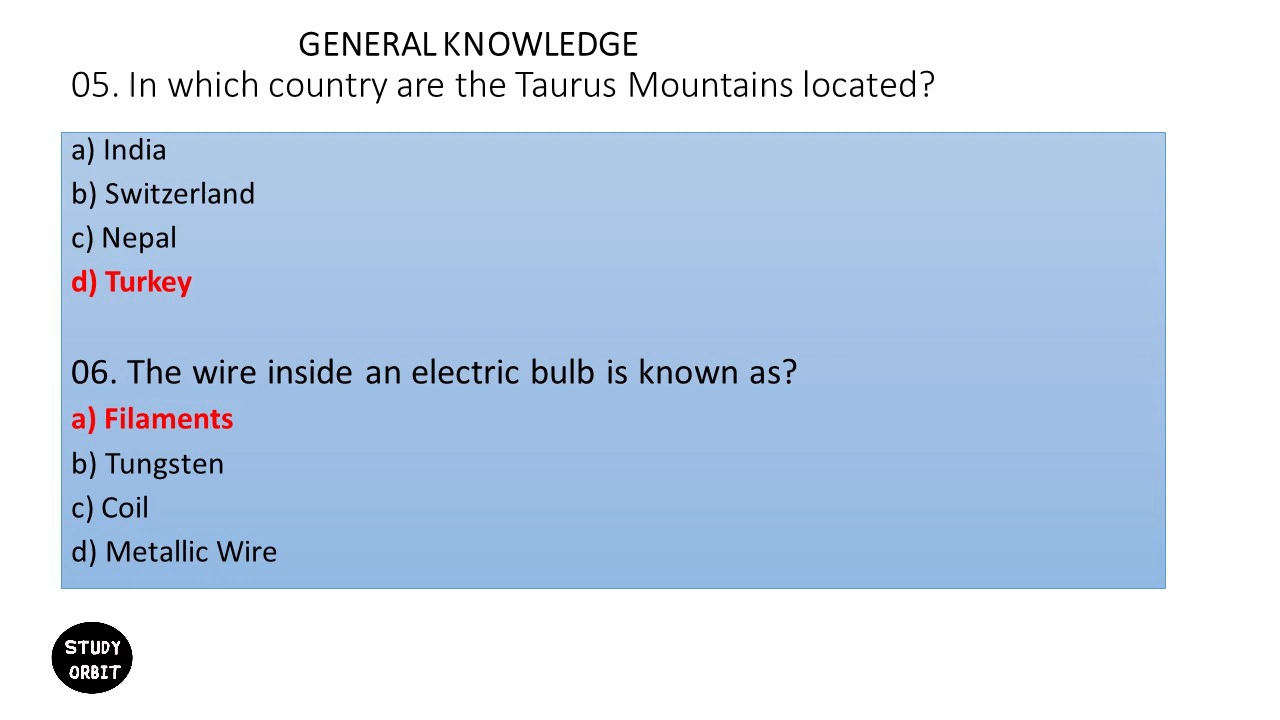 GENERAL KNOWLEDGE
05. In which country are the Taurus Mountains located?
a) India
b) Switzerland
c) Nepal
d) Turkey
06. The wire inside an electric bulb is known as?
a) Filaments
b) Tungsten
c) Coil
d) Metallic Wire
STUDY
ORBIT